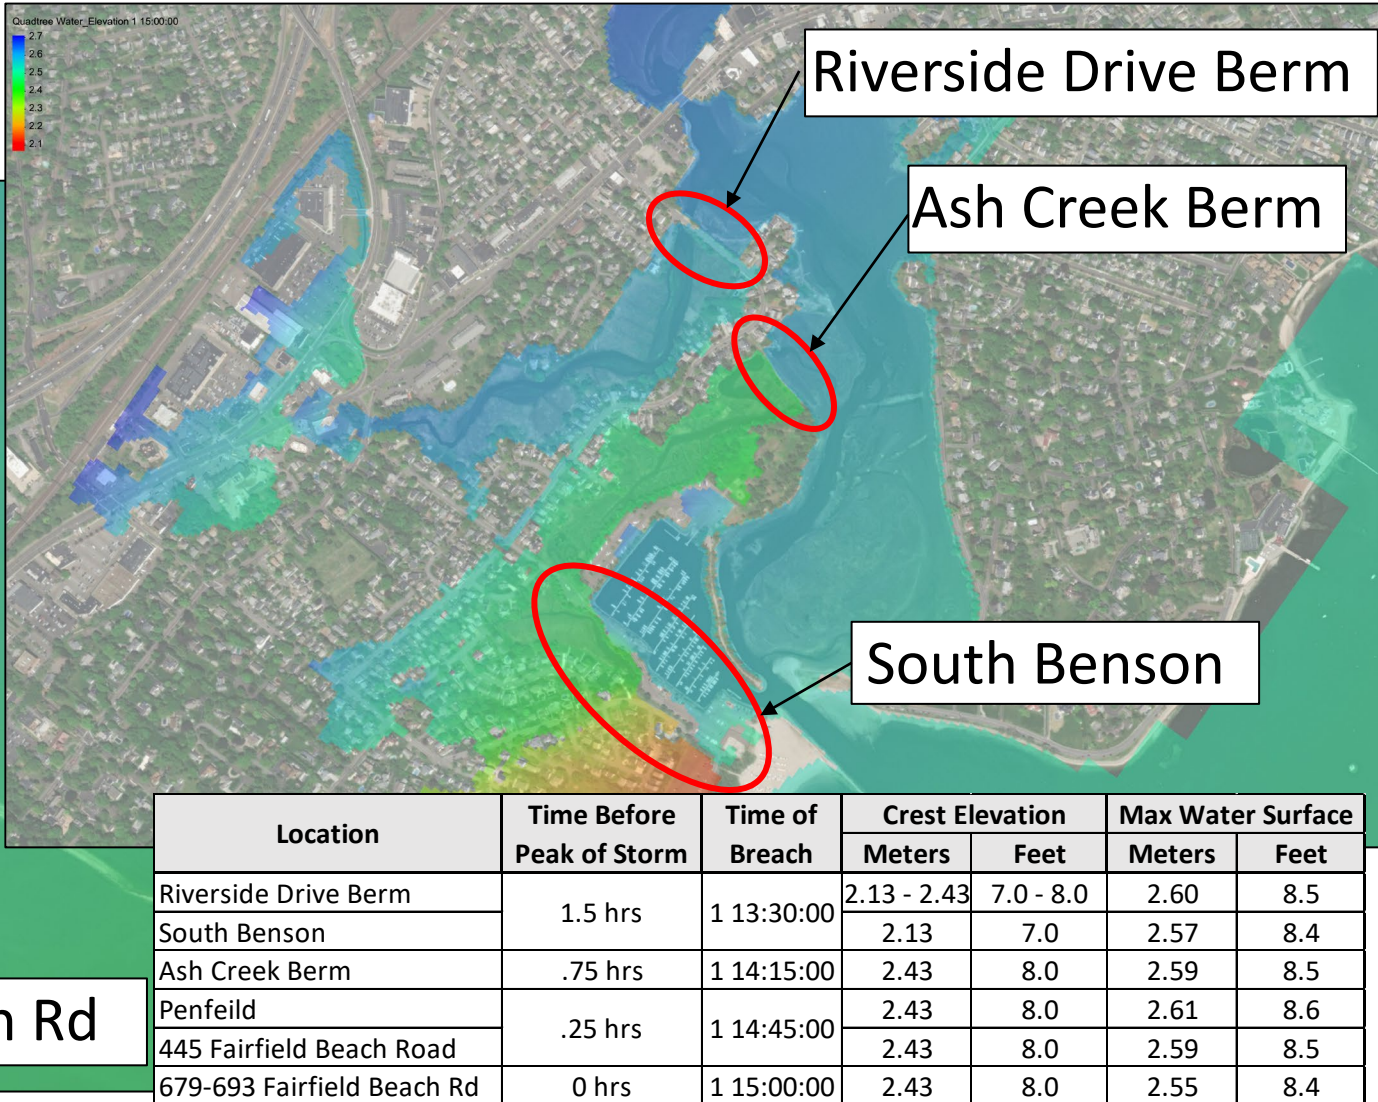 Quadtree Water_Elevation 1 15:00:00
2.7
2.6
2.5
2.4
2.3
2.2
2.1
Riverside Drive Berm
Ash Creek Berm
South Benson
n Rd
Location Time Before Peak of Storm Time of Breach Crest Elevation Max Water Surface
Meters Feet Meters Feet
Riverside Drive Berm 1.5 hrs 1 13:30:00 2.13 - 2.43 7.0 - 8.0 2.60 8.5
South Benson 2.13 7.0 2.57 8.4
Ash Creek Berm .75 hrs 1 14:15:00 2.43 8.0 2.59 8.5
Penfeild .25 hrs 1 14:45:00 2.43 8.0 2.61 8.6
445 Fairfield Beach Road 2.43 8.0 2.59 8.5
679-693 Fairfield Beach Rd 0 hrs 1 15:00:00 2.43 8.0 2.55 8.4